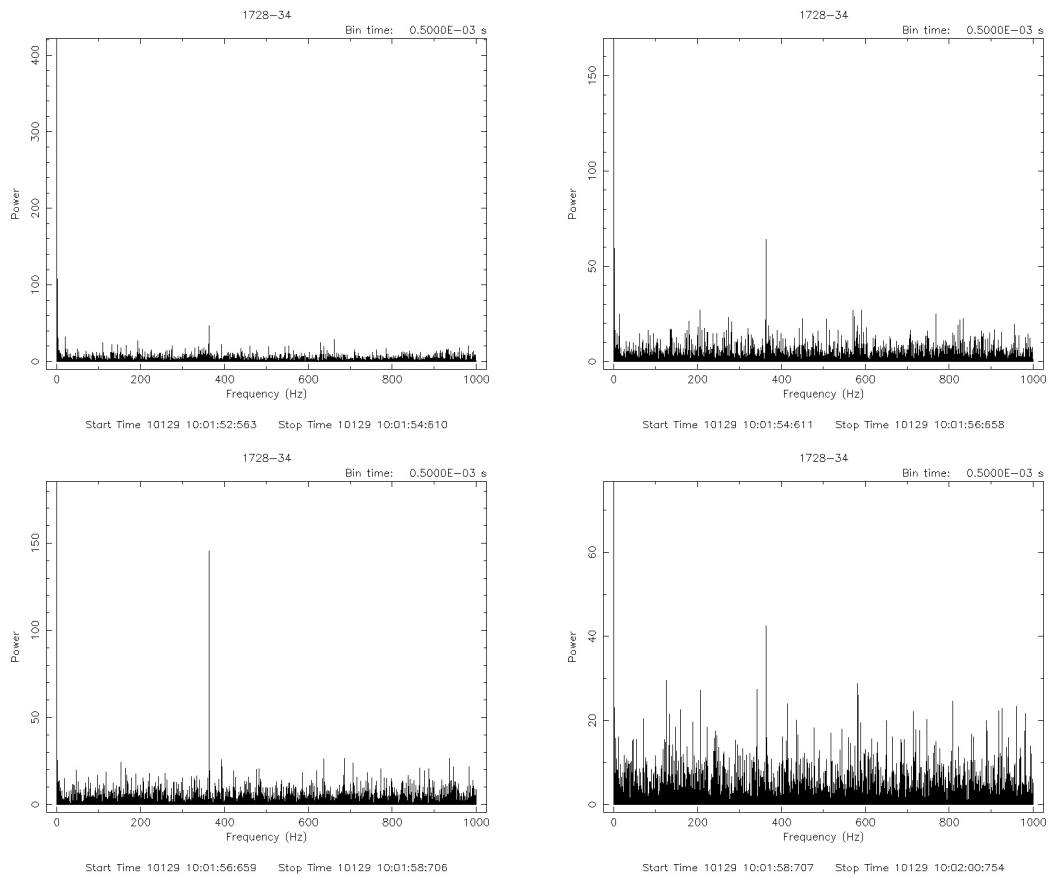 1728-34
Bin time: 0.5000E-03 s
400
300
200
100
0
Power
0 200 400 600 800 1000
Frequency (Hz)
Start Time 10129 10:01:52:563 Stop Time 10129 10:01:54:610
1728-34
Bin time: 0.5000E-03 s
150
100
50
0
Power
0 200 400 600 800 1000
Frequency (Hz)
Start Time 10129 10:01:54:611 Stop Time 10129 10:01:56:658
1728-34
Bin time: 0.5000E-03 s
150
100
50
0
Power
0 200 400 600 800 1000
Frequency (Hz)
Start Time 10129 10:01:56:659 Stop Time 10129 10:01:58:706
1728-34
Bin time: 0.5000E-03 s
60
40
20
0
Power
0 200 400 600 800 1000
Frequency (Hz)
Start Time 10129 10:01:58:707 Stop Time 10129 10:02:00:754